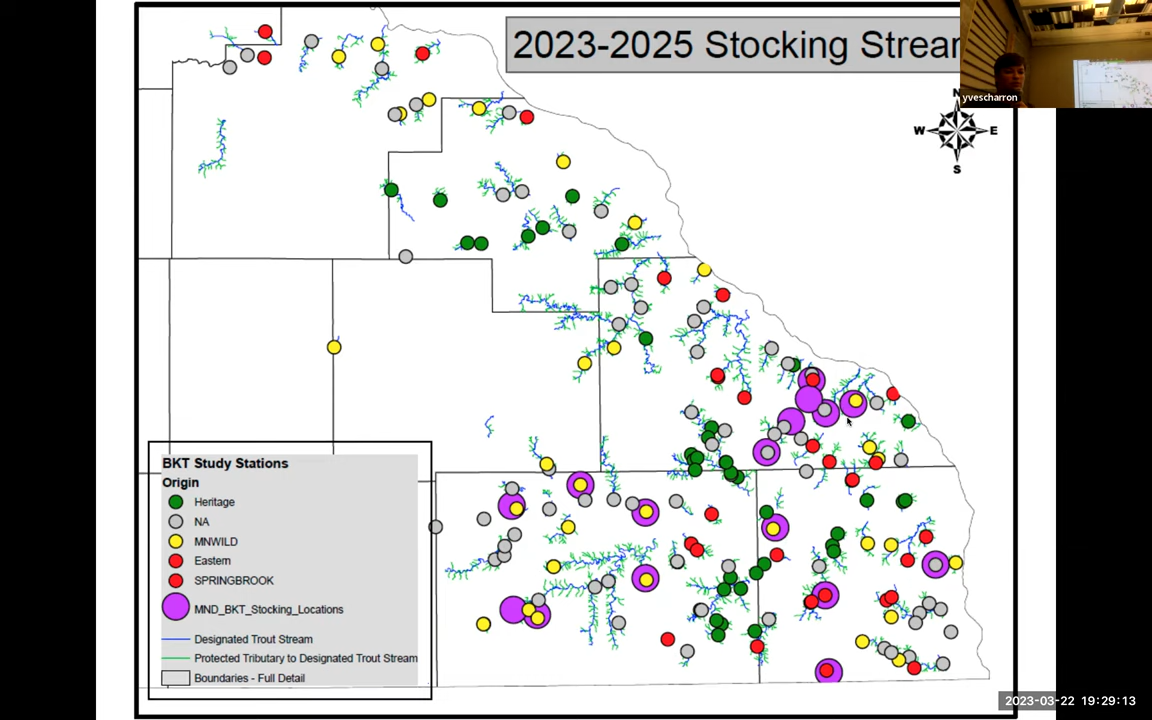 2023-2025 Stocking Strea
yvescharron
N
W
E
S
BKT Study Stations
Origin
Heritage
NA
MNWILD
Eastern
SPRINGBROOK
MND_BKT_Stocking_Locations
Designated Trout Stream
Protected Tributary to Designated Trout Stream
Boundaries - Full Detail
2023-03-22 19:29:13